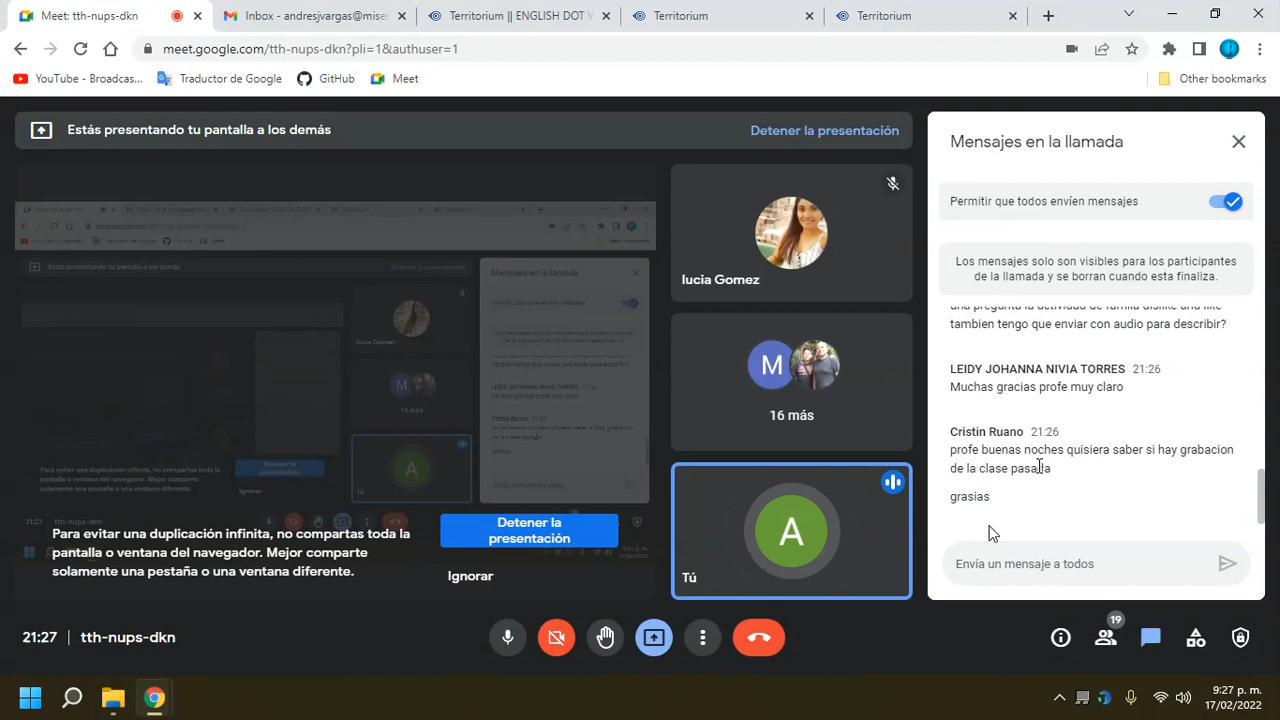 Meet: tth-nups-dkn
Inbox - andresjvargas@miser
Territorium || ENGLISH DOT W
Territorium
Territorium
meet.google.com/tth-nups-dkn?pli=1&authuser=1
YouTube - Broadcas...
Traductor de Google
GitHub
Meet
Other bookmarks
Estás presentando tu pantalla a los demás
Detener la presentación
lucia Gomez
M
16 más
A
Tú
Para evitar una duplicación infinita, no compartas toda la
pantalla o ventana del navegador. Mejor comparte
solamente una pestaña o una ventana diferente.
Detener la
presentación
Ignorar
Mensajes en la llamada
Permitir que todos envíen mensajes
Los mensajes solo son visibles para los participantes
de la llamada y se borran cuando esta finaliza.
una pregunta la actividad de familia dislike and like
tambien tengo que enviar con audio para describir?
LEIDY JOHANNA NIVIA TORRES 21:26
Muchas gracias profe muy claro
Cristin Ruano 21:26
profe buenas noches quisiera saber si hay grabacion
de la clase pasada
grasias
Envía un mensaje a todos
21:27 | tth-nups-dkn
19
9:27 p. m.
17/02/2022